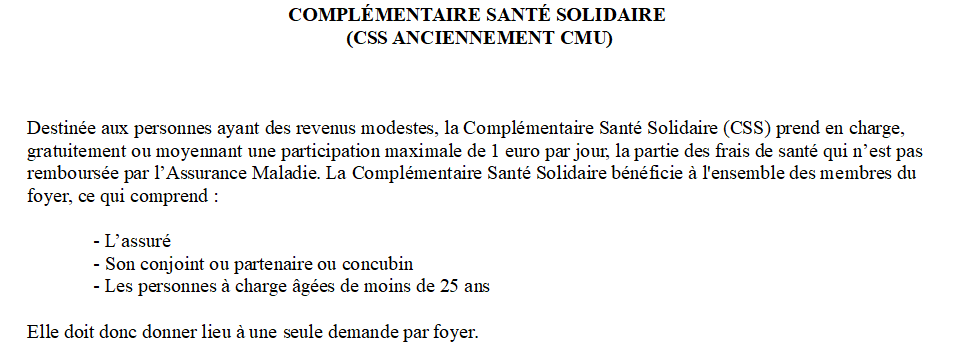 COMPLÉMENTAIRE SANTÉ SOLIDAIRE
(CSS ANCIENNEMENT CMU)
Destinée aux personnes ayant des revenus modestes, la Complémentaire Santé Solidaire (CSS) prend en charge,
gratuitement ou moyennant une participation maximale de 1 euro par jour, la partie des frais de santé qui n’est pas
remboursée par l’Assurance Maladie. La Complémentaire Santé Solidaire bénéficie à l'ensemble des membres du
foyer, ce qui comprend :
- L’assuré
- Son conjoint ou partenaire ou concubin
- Les personnes à charge âgées de moins de 25 ans
Elle doit donc donner lieu à une seule demande par foyer.